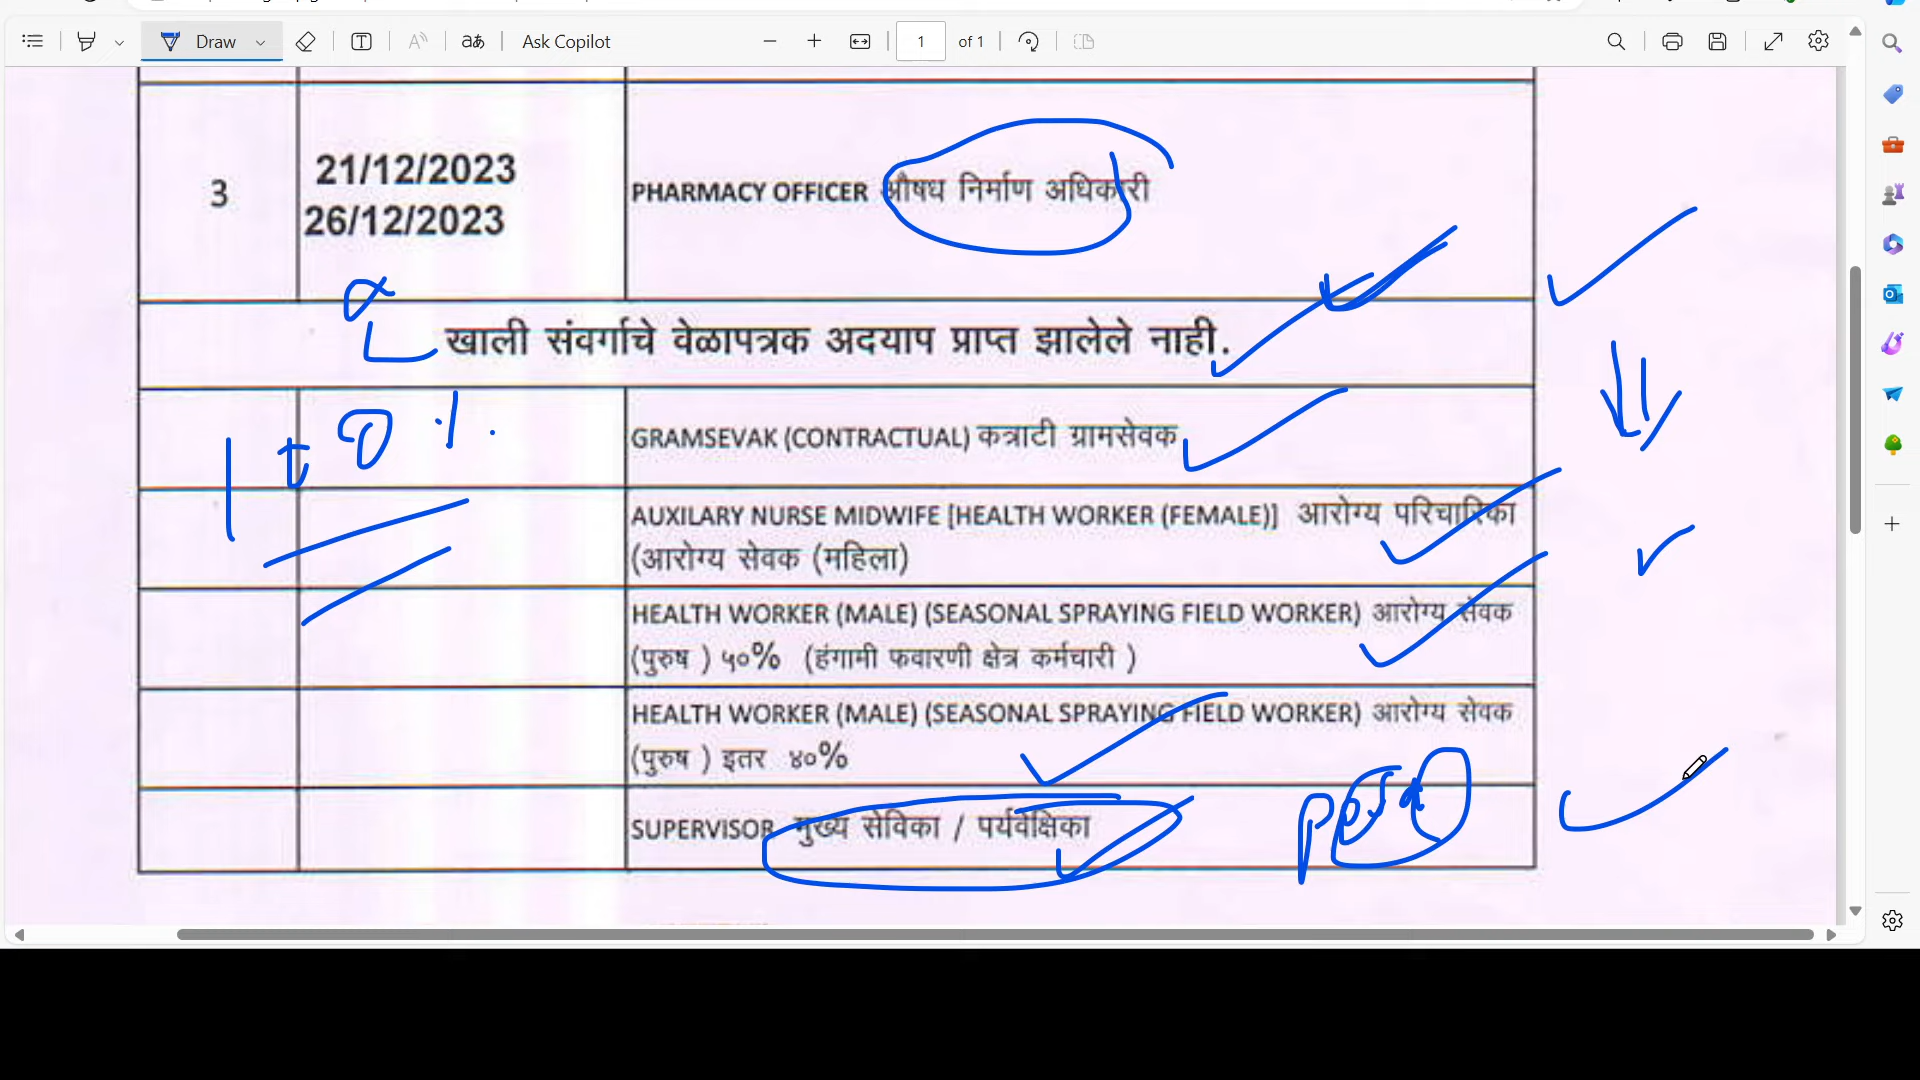 Draw
Ask Copilot
1 of 1
3
21/12/2023
26/12/2023
PHARMACY OFFICER औषध निर्माण अधिकारी
खाली संवर्गाचे वेळापत्रक अदयाप प्राप्त झालेले नाही.
GRAMSEVAK (CONTRACTUAL) कत्राटी ग्रामसेवक
AUXILARY NURSE MIDWIFE [HEALTH WORKER (FEMALE)] आरोग्य परिचारिका
(आरोग्य सेवक (महिला)
HEALTH WORKER (MALE) (SEASONAL SPRAYING FIELD WORKER) आरोग्य सेवक
(पुरुष ) ५०% (हंगामी फवारणी क्षेत्र कर्मचारी )
HEALTH WORKER (MALE) (SEASONAL SPRAYING FIELD WORKER) आरोग्य सेवक
(पुरुष ) इतर ४०%
SUPERVISOR मुख्य सेविका / पर्यवेक्षिका